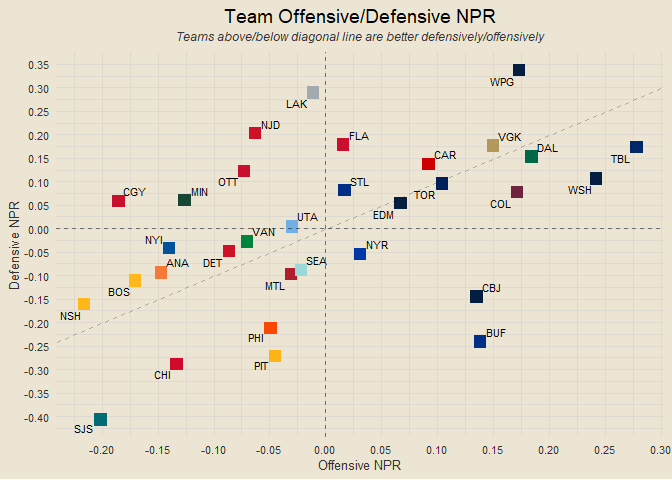 Team Offensive/Defensive NPR
Teams above/below diagonal line are better defensively/offensively
Defensive NPR
0.35
0.30
0.25
0.20
0.15
0.10
0.05
0.00
-0.05
-0.10
-0.15
-0.20
-0.25
-0.30
-0.35
-0.40
WPG
LAK
NJD
FLA
VGK
DAL
CAR
TBL
OTT
STL
TOR
WSH
CGY
MIN
COL
EDM
UTA
VAN
NYI
NYR
DET
SEA
ANA
MTL
BOS
CBJ
NSH
PHI
BUF
PIT
CHI
SJS
-0.20
-0.15
-0.10
-0.05
0.00
0.05
0.10
0.15
0.20
0.25
0.30
Offensive NPR